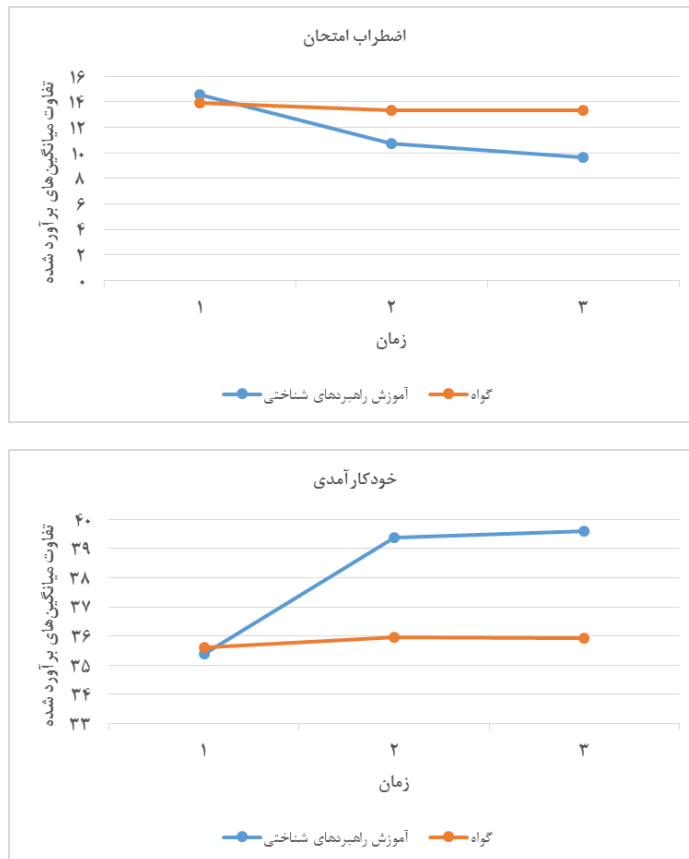 اضطراب امتحان
تفاوت میانگین‌های برآورد شده
۱۶
۱۴
۱۲
۱۰
۸
۶
۴
۲
۰
۱ ۲ ۳
زمان
آموزش راهبردهای شناختی گواه
خودکارآمدی
تفاوت میانگین‌های برآورد شده
۴۰
۳۹
۳۸
۳۷
۳۶
۳۵
۳۴
۳۳
۱ ۲ ۳
زمان
آموزش راهبردهای شناختی گواه